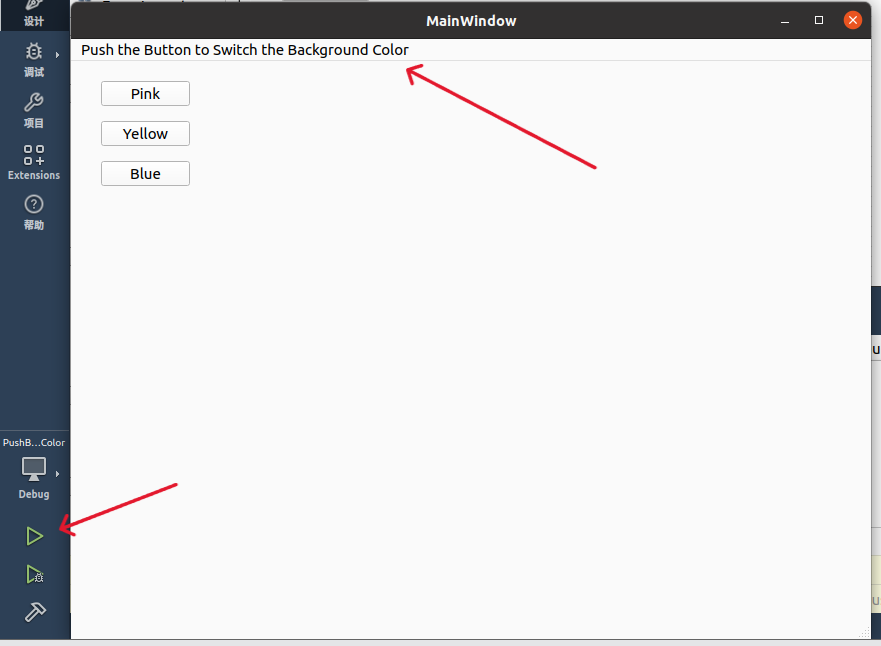 设计
调试
项目
Extensions
帮助
PushB...Color
Debug
MainWindow
Push the Button to Switch the Background Color
Pink
Yellow
Blue